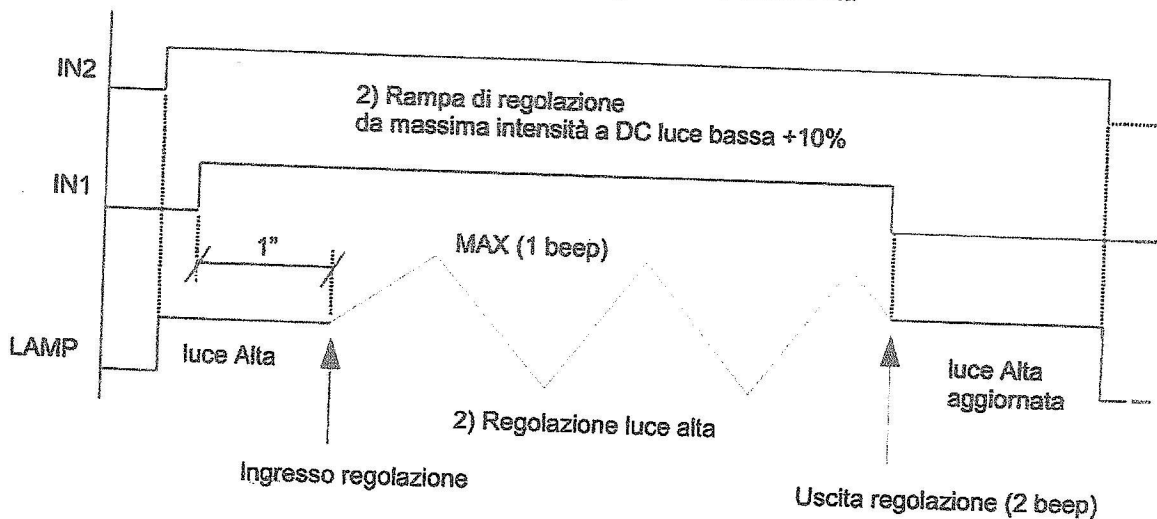 IN2
2) Rampa di regolazione
da massima intensità a DC luce bassa +10%
IN1
1"
MAX (1 beep)
LAMP
luce Alta
luce Alta
aggiornata
2) Regolazione luce alta
Ingresso regolazione
Uscita regolazione (2 beep)